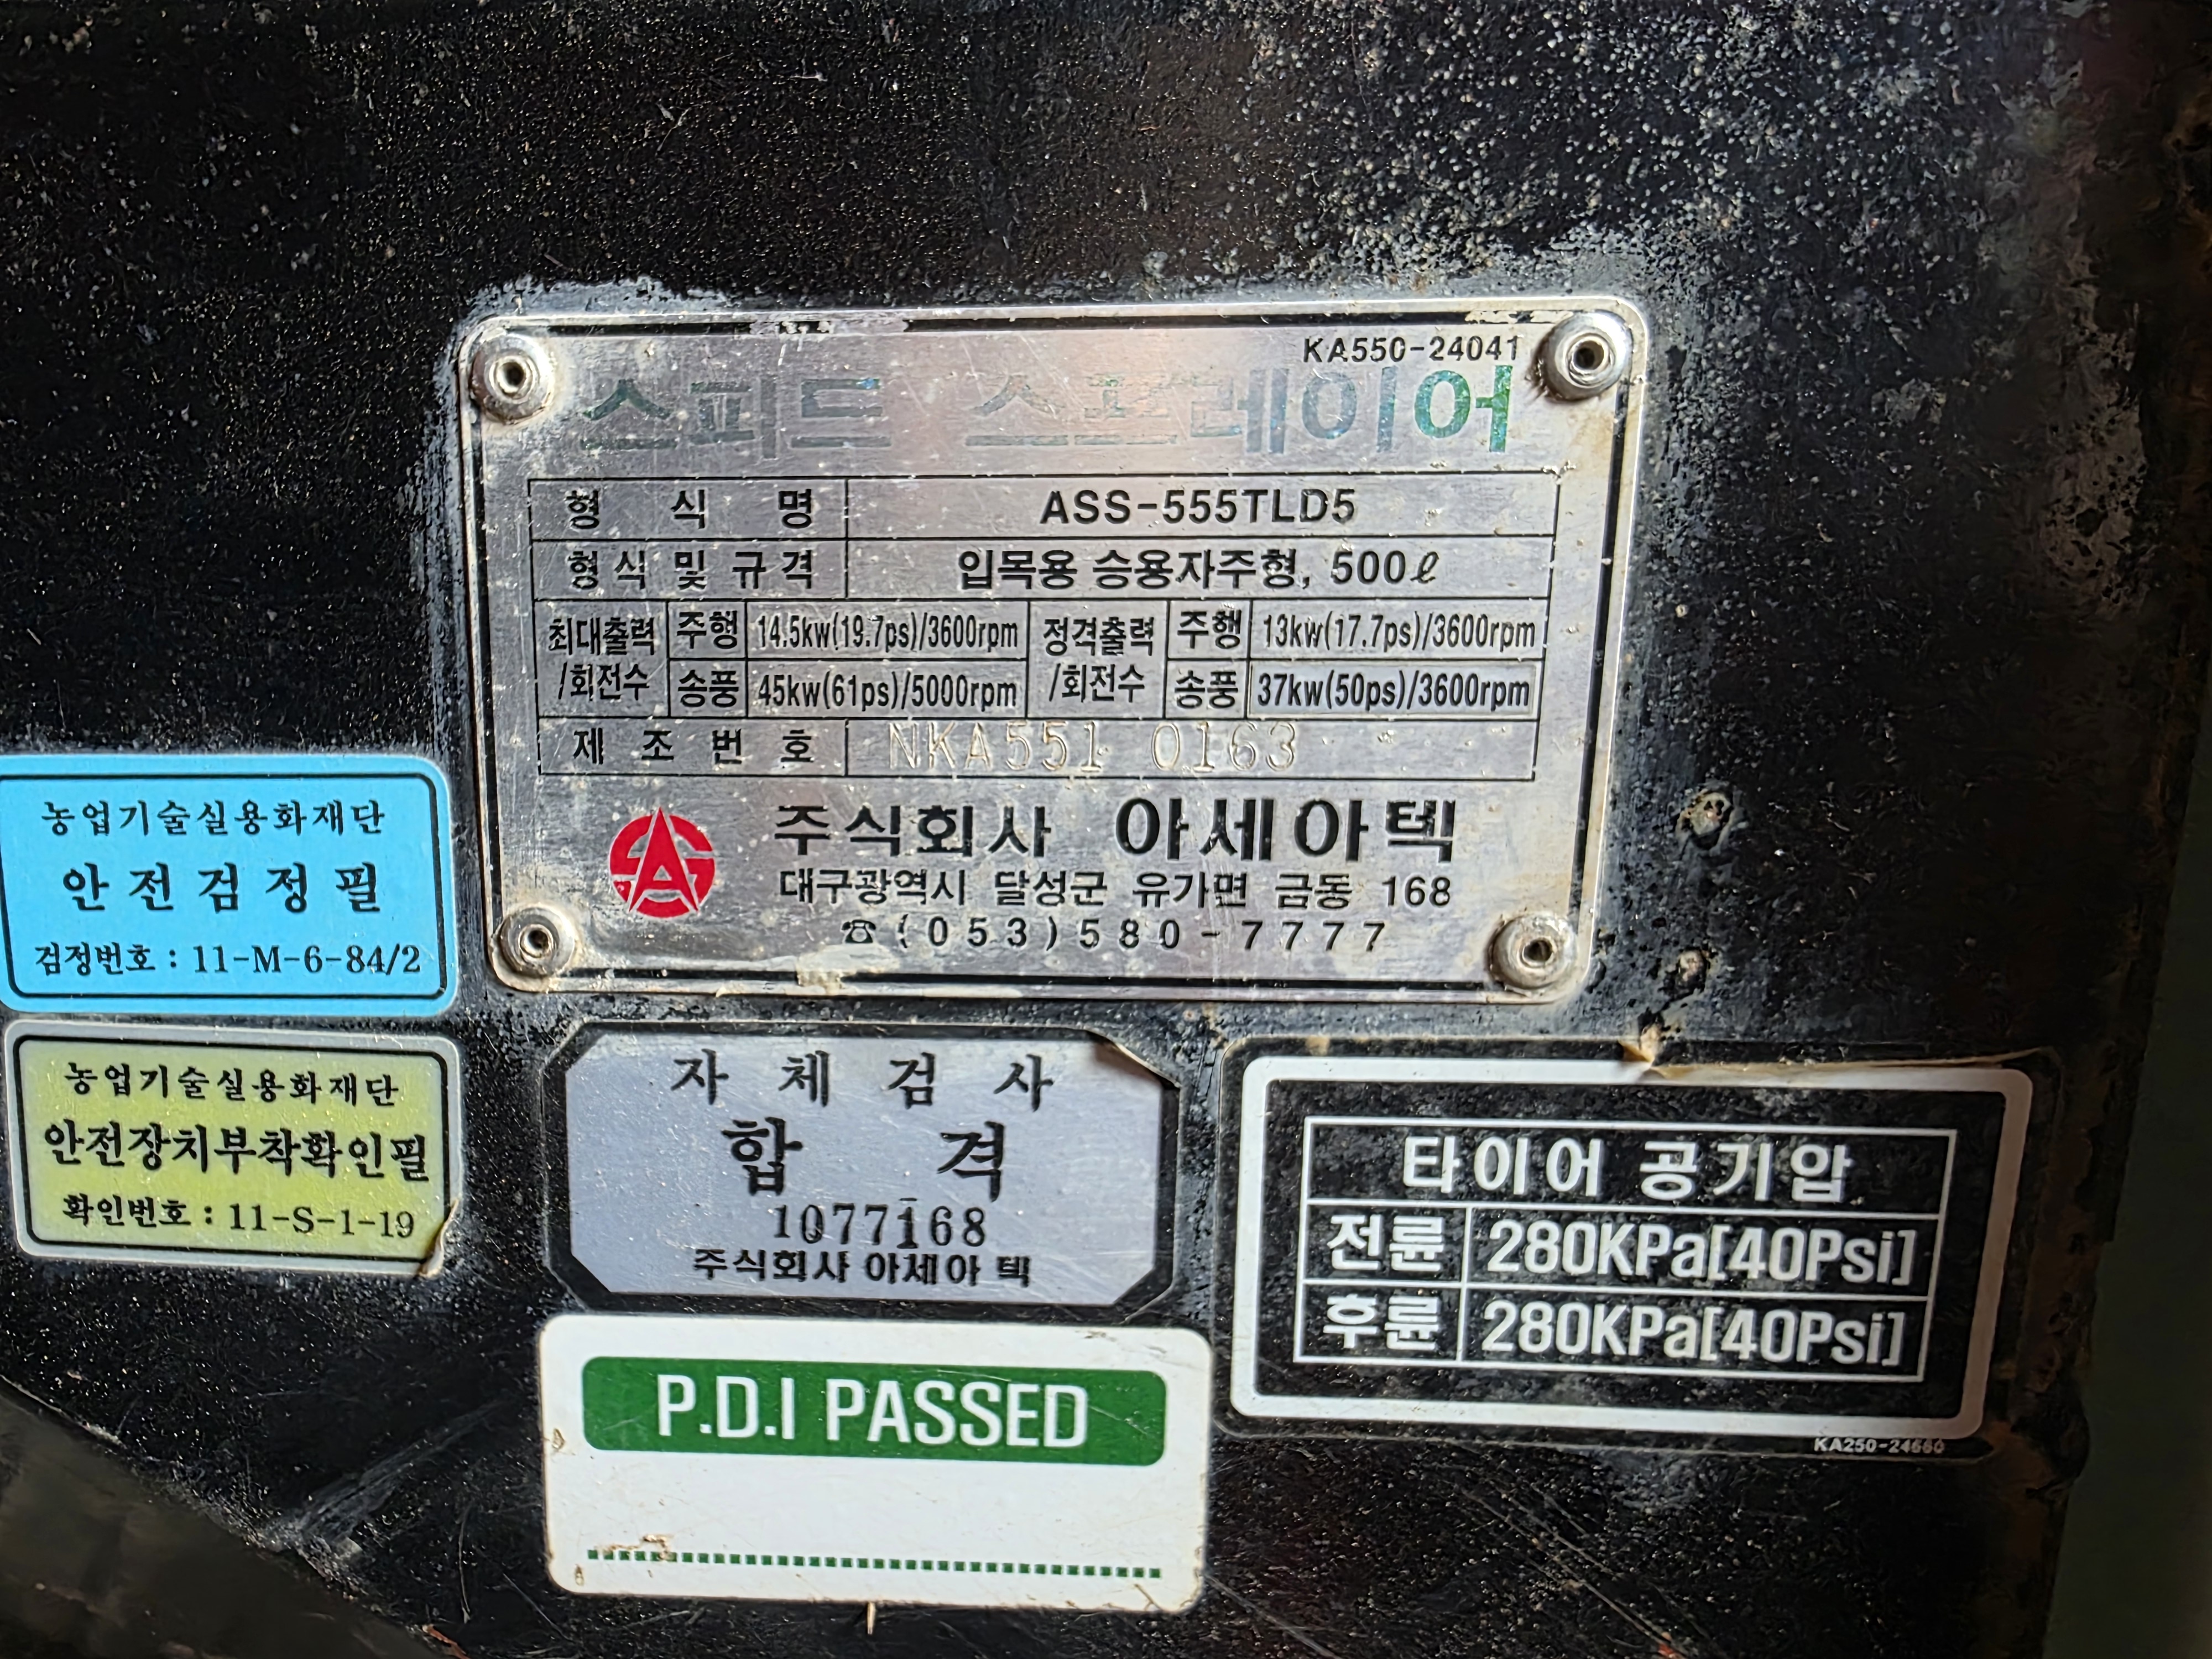 KA550-24041
스피드 스프레이어
형 식 명 ASS-555TLD5
형식 및 규격 입목용 승용자주형, 500ℓ
최대출력/회전수 주행 14.5kw(19.7ps)/3600rpm 정격출력/회전수 주행 13kw(17.7ps)/3600rpm
송풍 45kw(61ps)/5000rpm 송풍 37kw(50ps)/3600rpm
제 조 번 호 NKA551 0163
주식회사 아세아텍
대구광역시 달성군 유가면 금동 168
☎(053)580-7777
농업기술실용화재단
안전검정필
검정번호 : 11-M-6-84/2
농업기술실용화재단
안전장치부착확인필
확인번호 : 11-S-1-19
자 체 검 사
합 격
1077168
주식회사 아세아 텍
타이어 공기압
전륜 280KPa[40Psi]
후륜 280KPa[40Psi]
KA250-24660
P.D.I PASSED